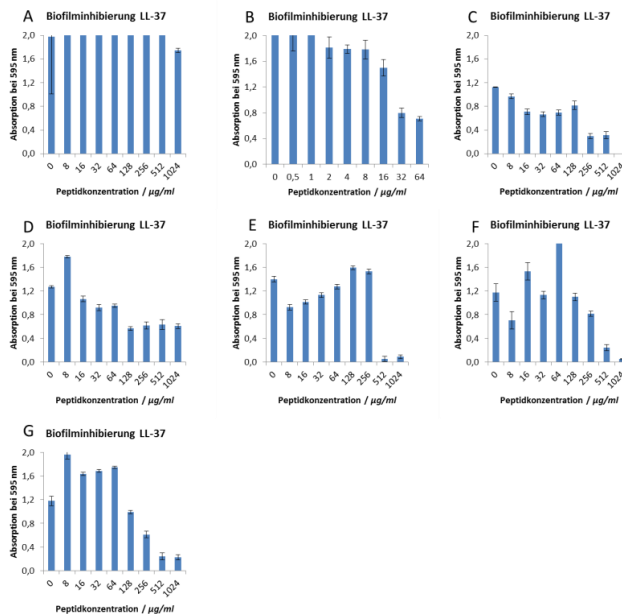 A Biofilminhibierung LL-37
Absorption bei 595 nm
2,0
1,6
1,2
0,8
0,4
0,0
0 8 16 32 64 128 256 512 1024
Peptidkonzentration / µg/ml
B Biofilminhibierung LL-37
Absorption bei 595 nm
2,0
1,6
1,2
0,8
0,4
0,0
0 0,5 1 2 4 8 16 32 64
Peptidkonzentration / µg/ml
C Biofilminhibierung LL-37
Absorption bei 595 nm
2,0
1,6
1,2
0,8
0,4
0,0
0 8 16 32 64 128 256 512 1024
Peptidkonzentration / µg/ml
D Biofilminhibierung LL-37
Absorption bei 595 nm
2,0
1,6
1,2
0,8
0,4
0,0
0 8 16 32 64 128 256 512 1024
Peptidkonzentration / µg/ml
E Biofilminhibierung LL-37
Absorption bei 595 nm
2,0
1,6
1,2
0,8
0,4
0,0
0 8 16 32 64 128 256 512 1024
Peptidkonzentration / µg/ml
F Biofilminhibierung LL-37
Absorption bei 595 nm
2,0
1,6
1,2
0,8
0,4
0,0
0 8 16 32 64 128 256 512 1024
Peptidkonzentration / µg/ml
G Biofilminhibierung LL-37
Absorption bei 595 nm
2,0
1,6
1,2
0,8
0,4
0,0
0 8 16 32 64 128 256 512 1024
Peptidkonzentration / µg/ml